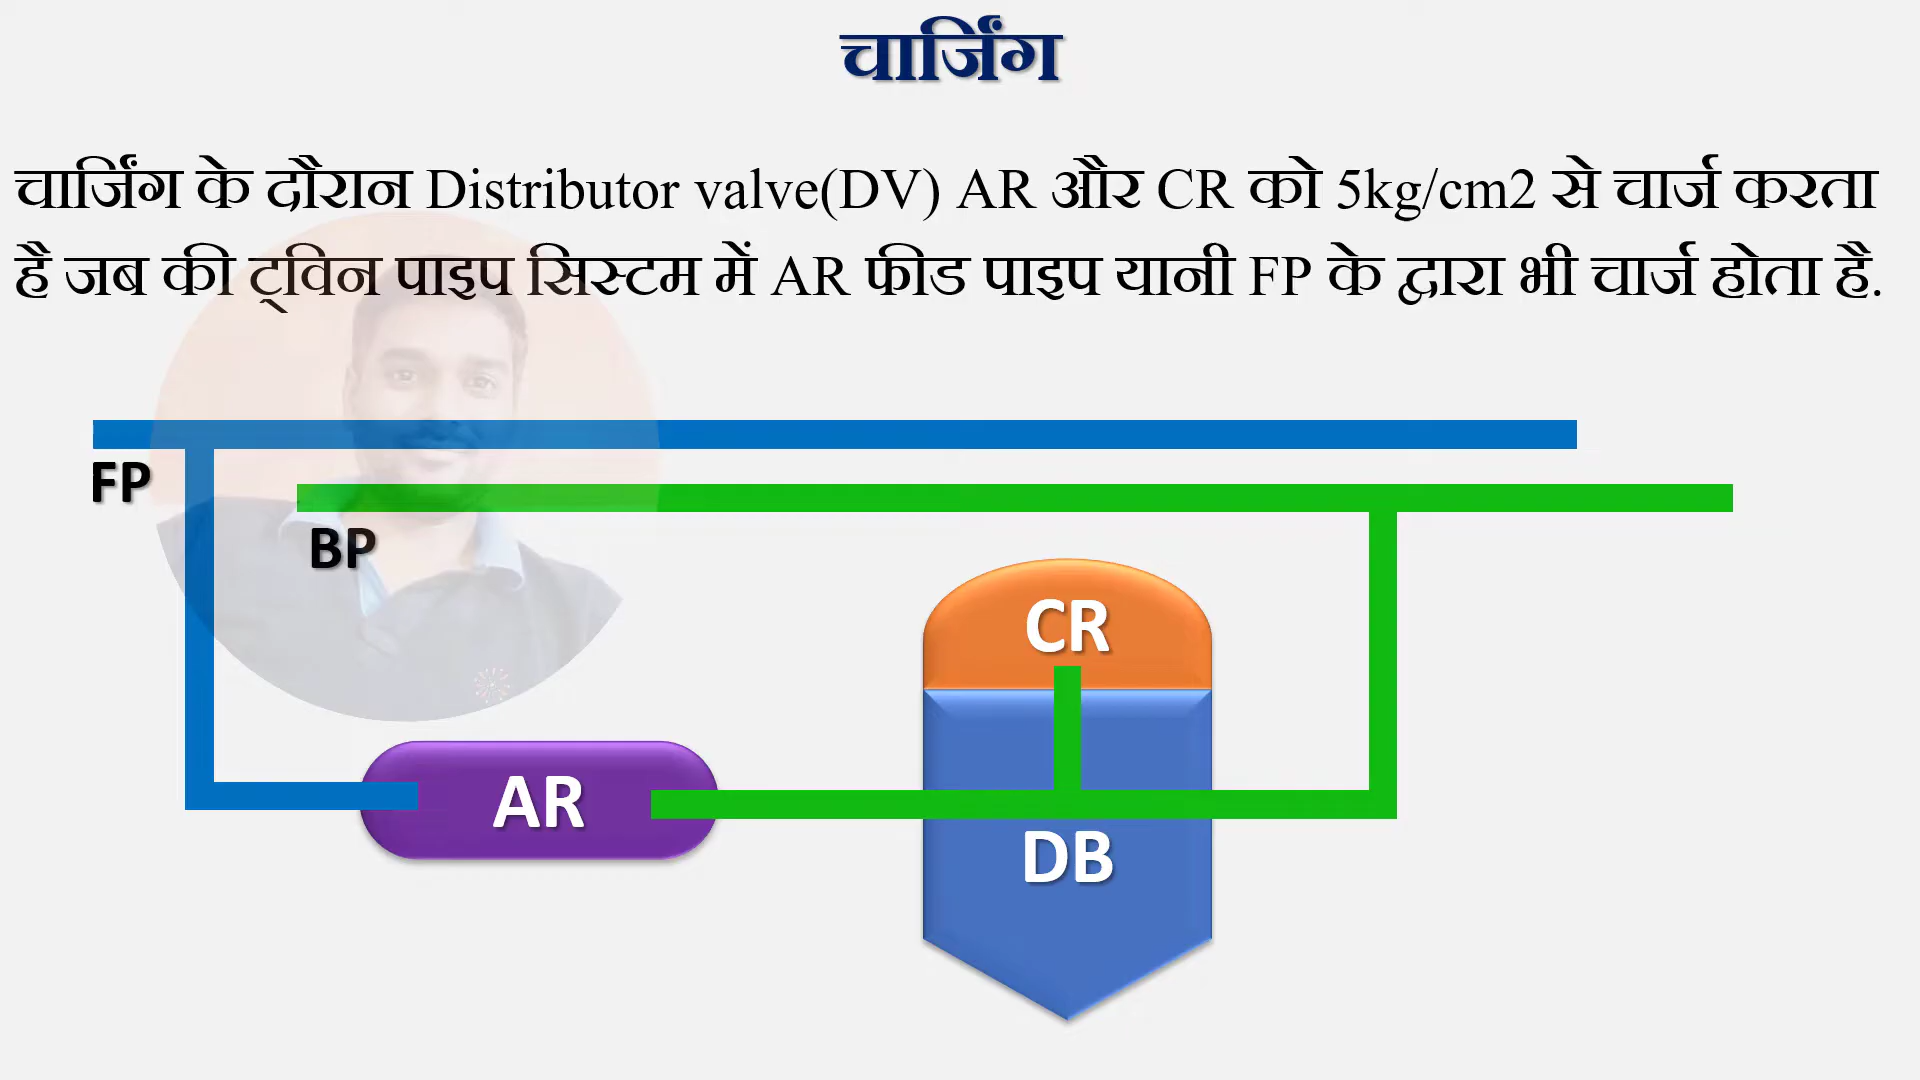 चार्जिंग
चार्जिंग के दौरान Distributor valve(DV) AR और CR को 5kg/cm2 से चार्ज करता
है जब की ट्विन पाइप सिस्टम में AR फीड पाइप यानी FP के द्वारा भी चार्ज होता है.
FP
BP
CR
AR
DB